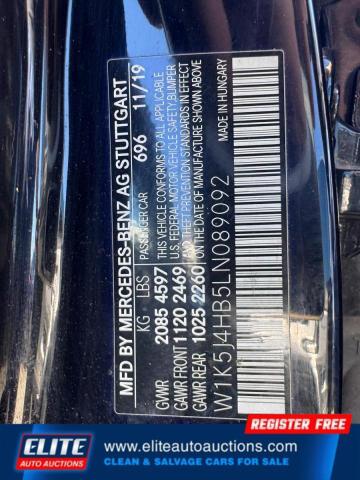 MFD BY MERCEDES-BENZ AG STUTTGART
PASSENGER CAR 696 11/19
KG LBS
GVWR 2085 4597
GAWR FRONT 1120 2469
GAWR REAR 1025 2260
THIS VEHICLE CONFORMS TO ALL APPLICABLE
U.S. FEDERAL MOTOR VEHICLE SAFETY, BUMPER
AND THEFT PREVENTION STANDARDS IN EFFECT
ON THE DATE OF MANUFACTURE SHOWN ABOVE
MADE IN HUNGARY
W1K5J4HB5LN089092
REGISTER FREE
ELITE
AUTO AUCTIONS
www.eliteautoauctions.com
CLEAN & SALVAGE CARS FOR SALE